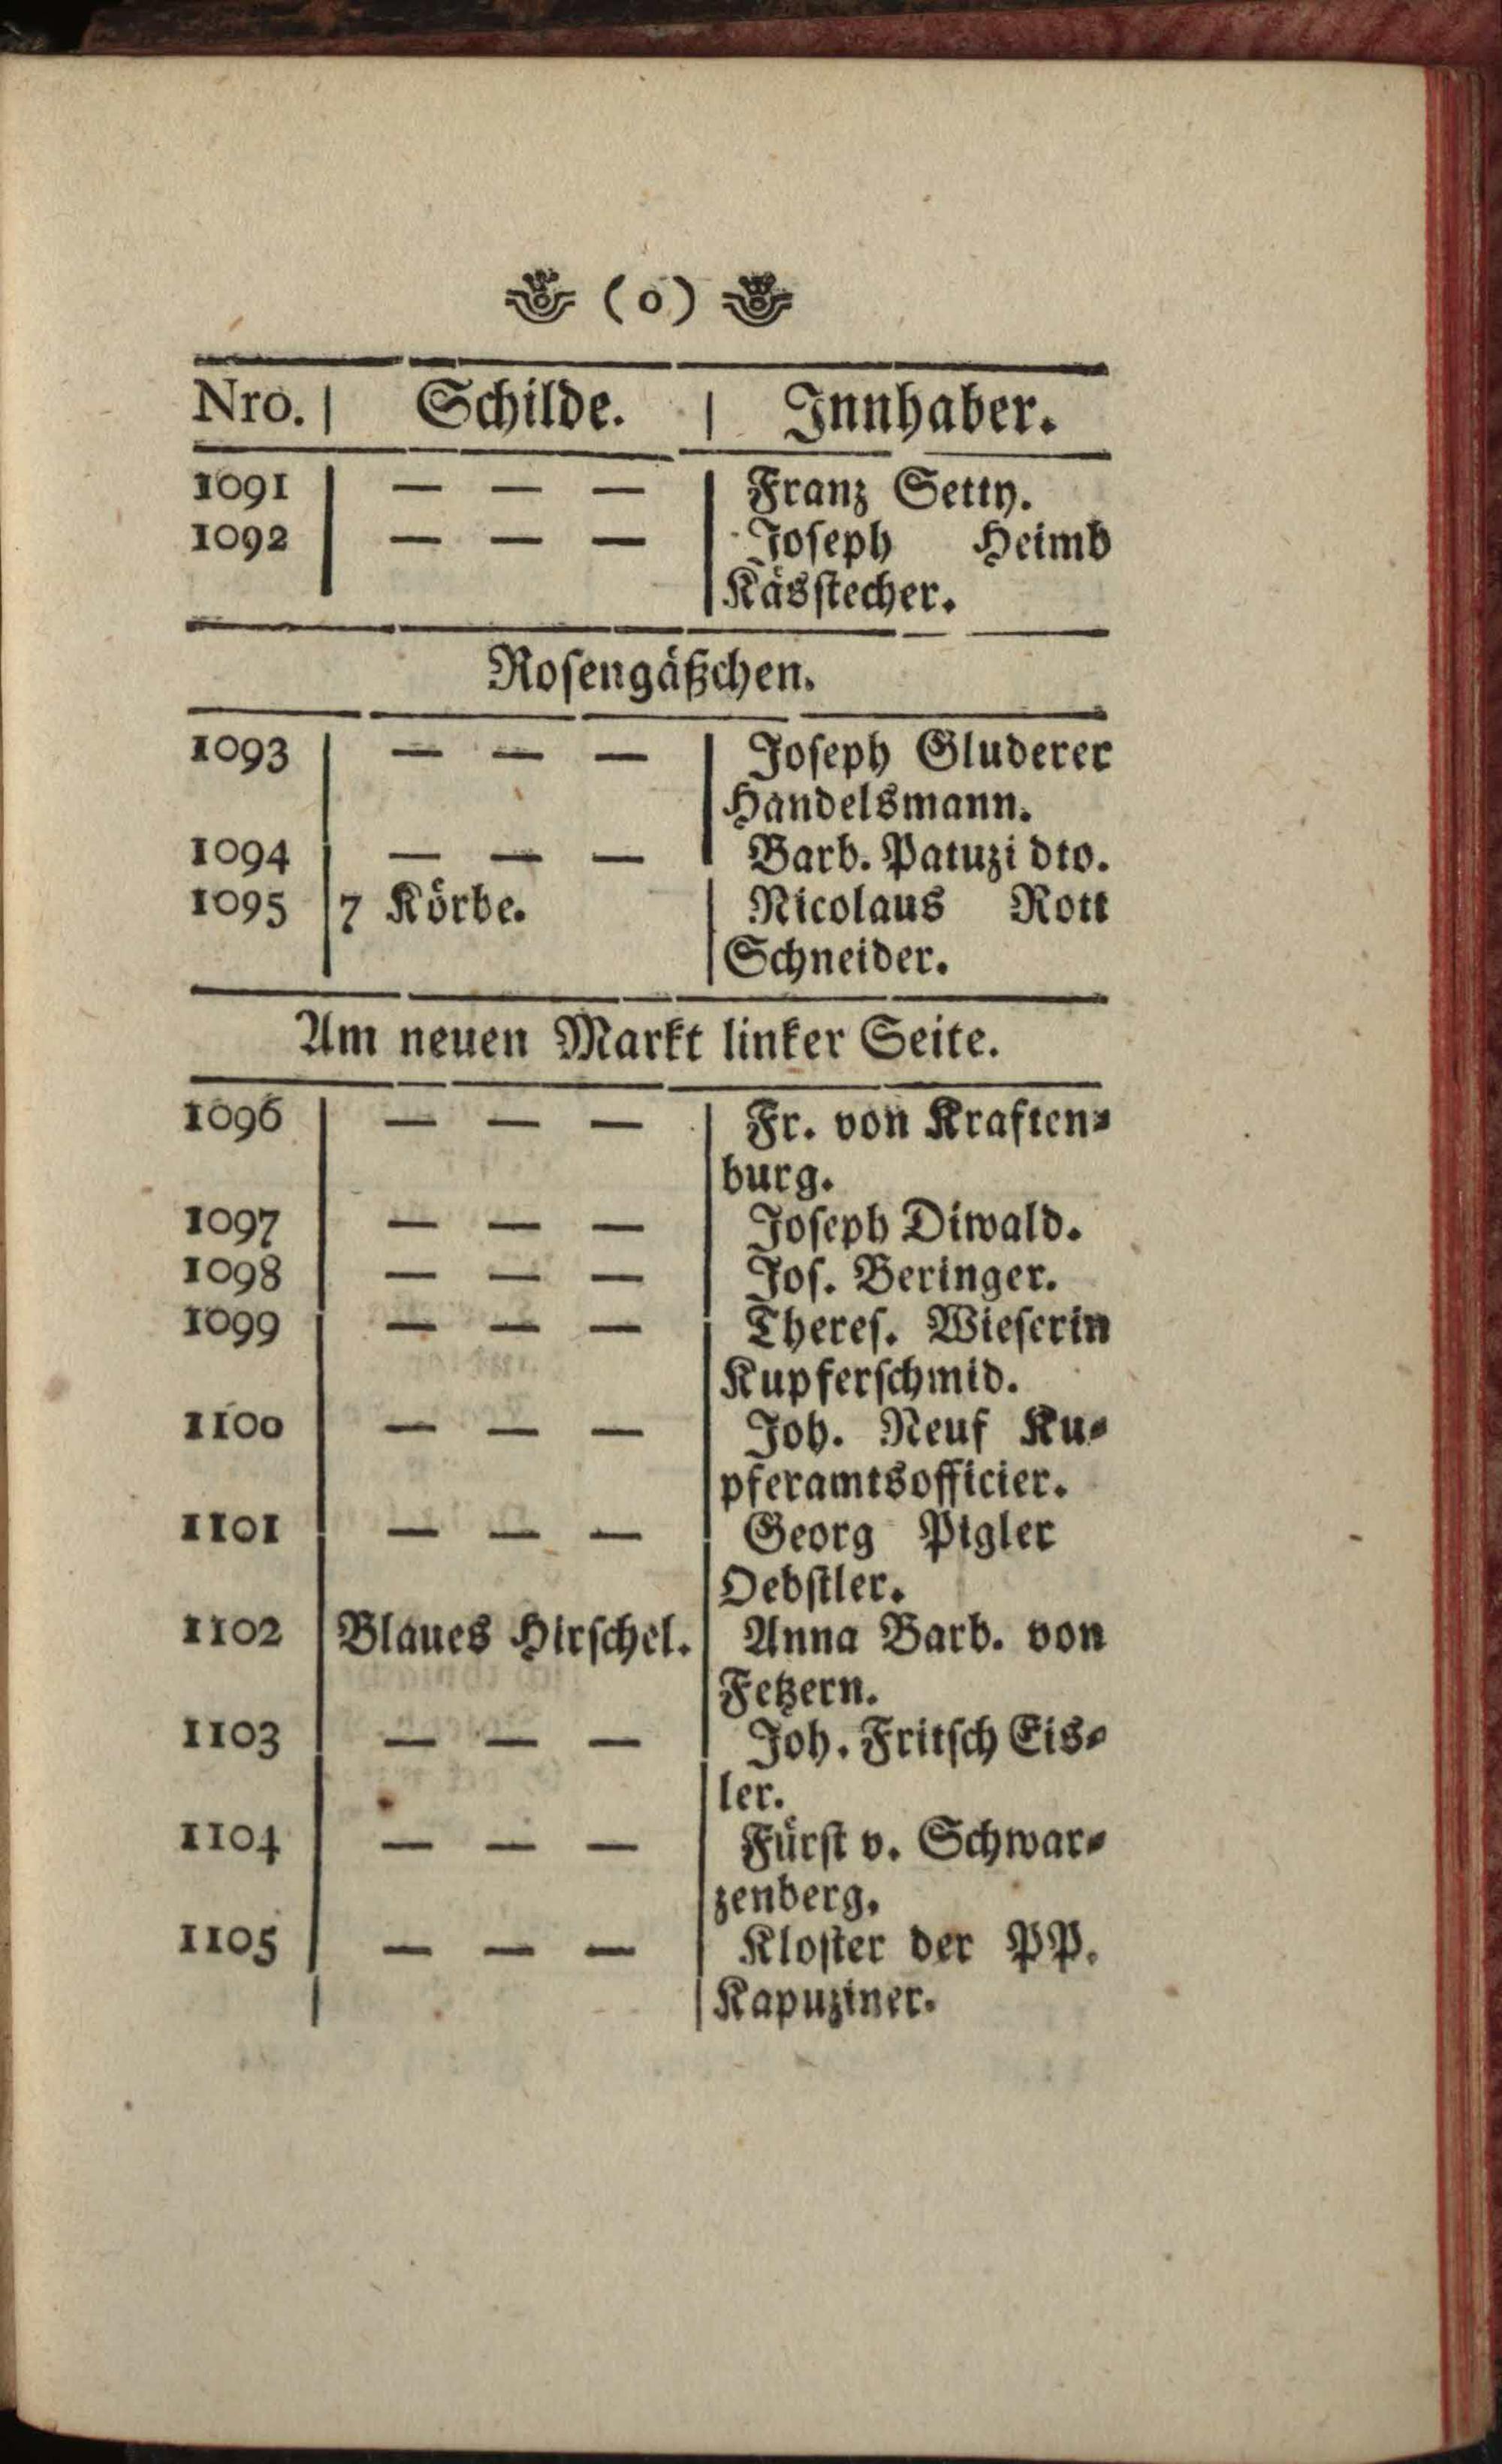 ( o )
Nro. | Schilde. | Innhaber.
1091 | — — — | Franz Setty.
1092 | — — — | Joseph Heimb
Kässtecher.
Rosengäßchen.
1093 | — — — | Joseph Gluderer
Handelsmann.
1094 | — — — | Barb. Patuzi dto.
1095 | 7 Körbe. | Nicolaus Rott
Schneider.
Am neuen Markt linker Seite.
1096 | — — — | Fr. von Kraften-
burg.
1097 | — — — | Joseph Diwald.
1098 | — — — | Jos. Beringer.
1099 | — — — | Theres. Wieserin
Kupferschmid.
1100 | — — — | Joh. Neuf Ku-
pferamtsofficier.
1101 | — — — | Georg Pigler
Oebstler.
1102 | Blaues Hirschel. | Anna Barb. von
Fetzern.
1103 | — — — | Joh. Fritsch Eis-
ler.
1104 | — — — | Fürst v. Schwar-
zenberg.
1105 | — — — | Kloster der PP.
Kapuziner.